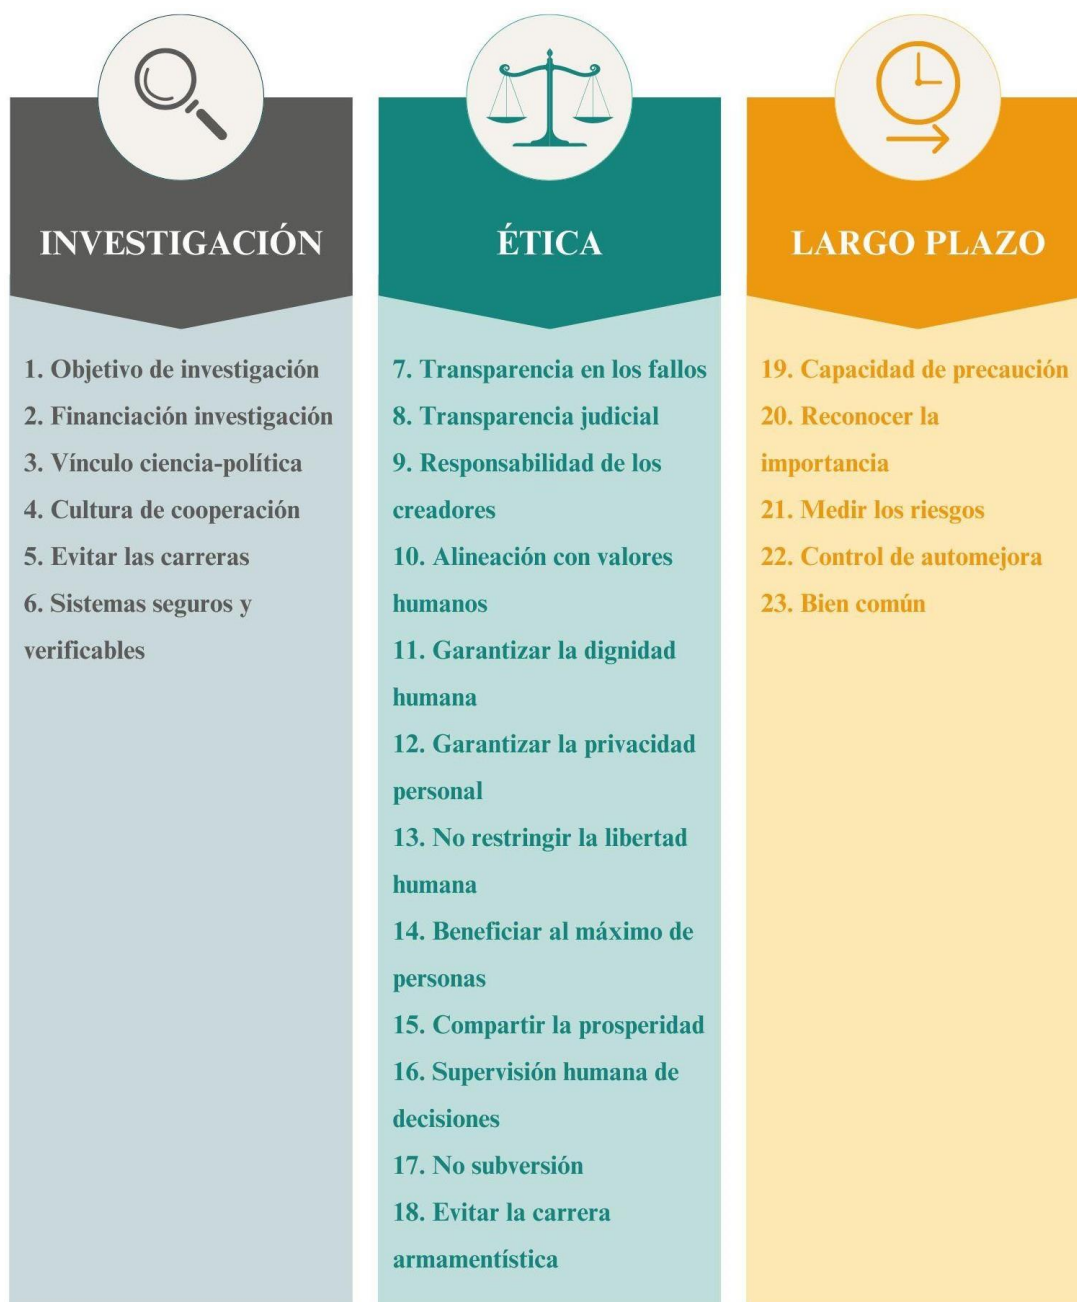 INVESTIGACIÓN
1. Objetivo de investigación
2. Financiación investigación
3. Vínculo ciencia-política
4. Cultura de cooperación
5. Evitar las carreras
6. Sistemas seguros y
verificables
ÉTICA
7. Transparencia en los fallos
8. Transparencia judicial
9. Responsabilidad de los
creadores
10. Alineación con valores
humanos
11. Garantizar la dignidad
humana
12. Garantizar la privacidad
personal
13. No restringir la libertad
humana
14. Beneficiar al máximo de
personas
15. Compartir la prosperidad
16. Supervisión humana de
decisiones
17. No subversión
18. Evitar la carrera
armamentística
LARGO PLAZO
19. Capacidad de precaución
20. Reconocer la
importancia
21. Medir los riesgos
22. Control de automejora
23. Bien común